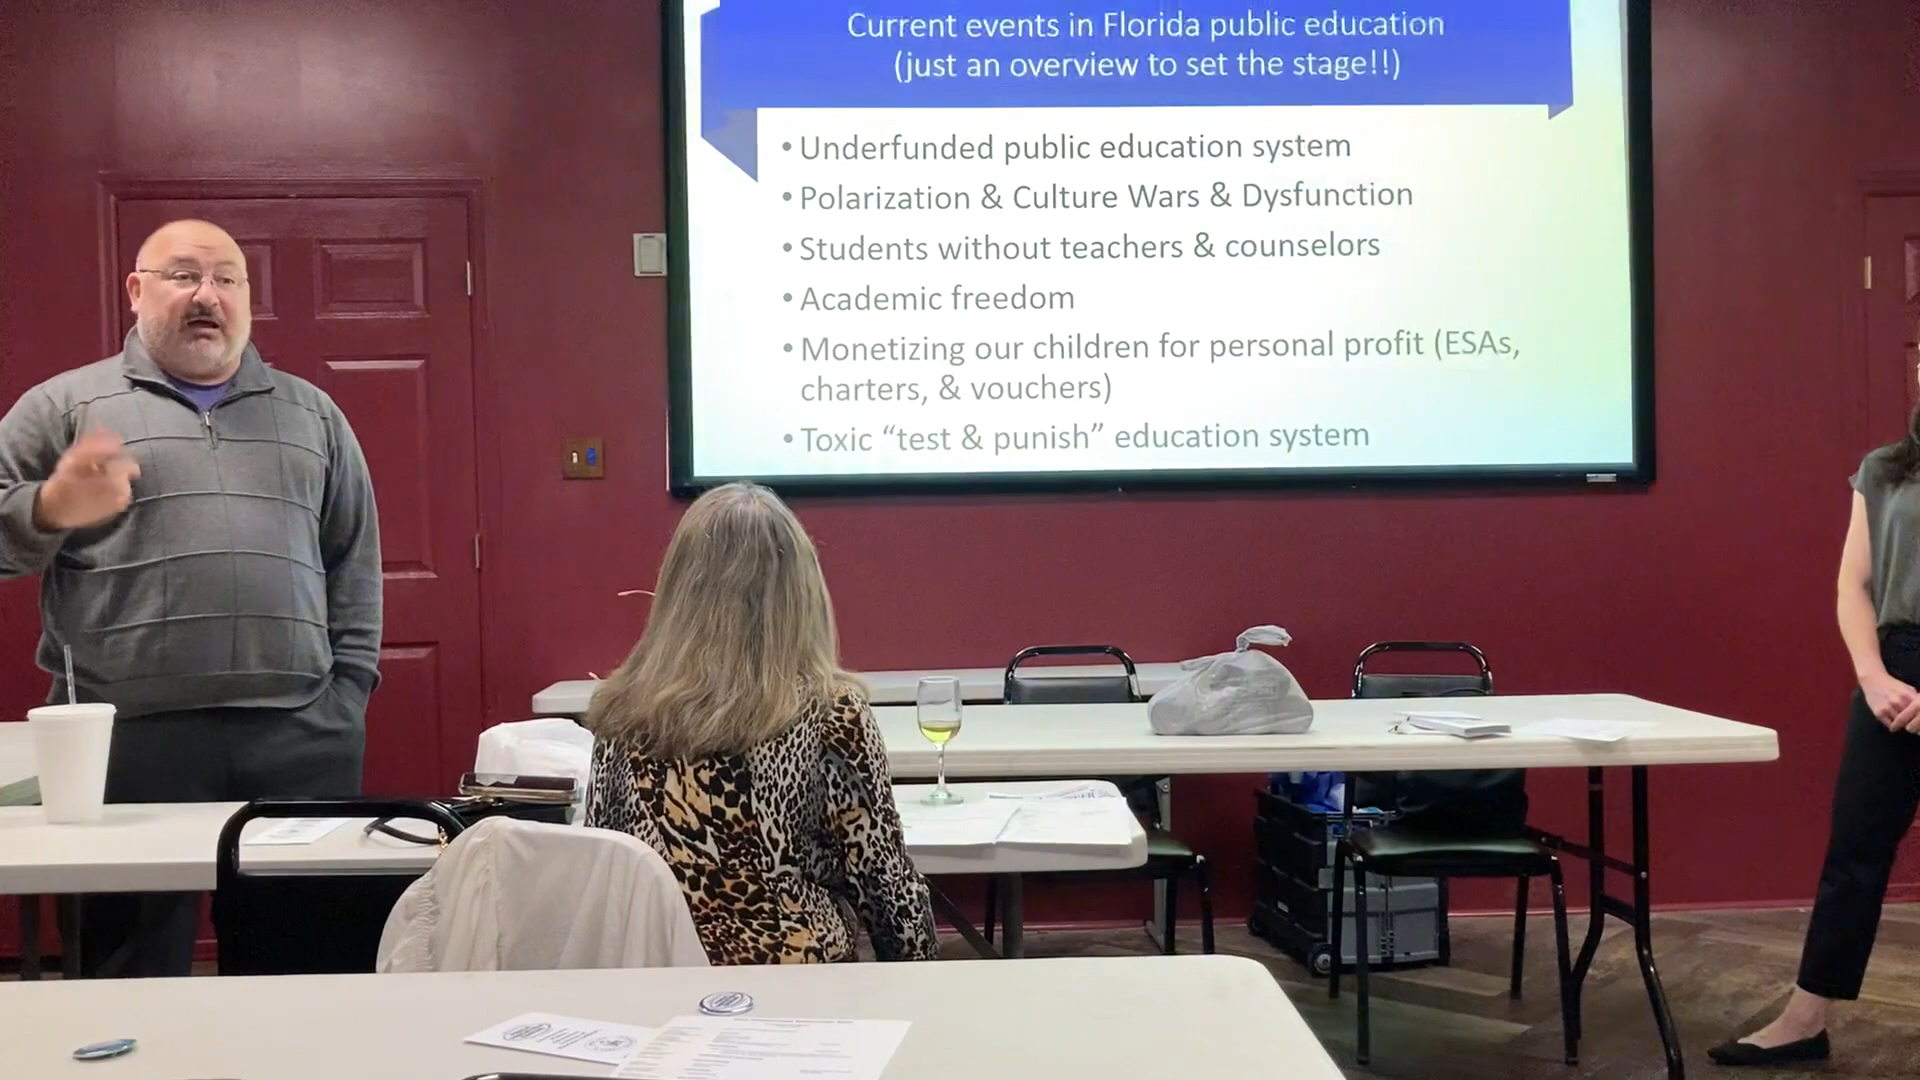 Current events in Florida public education
(just an overview to set the stage!!)
• Underfunded public education system
• Polarization & Culture Wars & Dysfunction
• Students without teachers & counselors
• Academic freedom
• Monetizing our children for personal profit (ESAs,
charters, & vouchers)
• Toxic “test & punish” education system